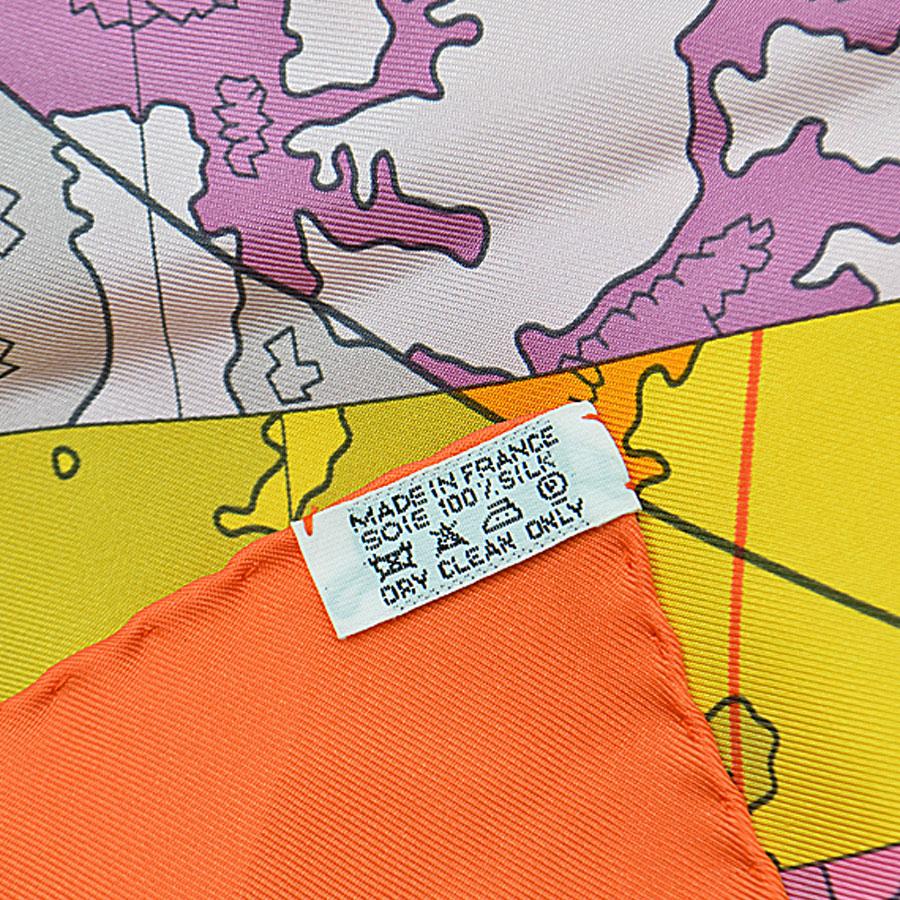 MADE IN FRANCE
SOIE 100% SILK
P
DRY CLEAN ONLY